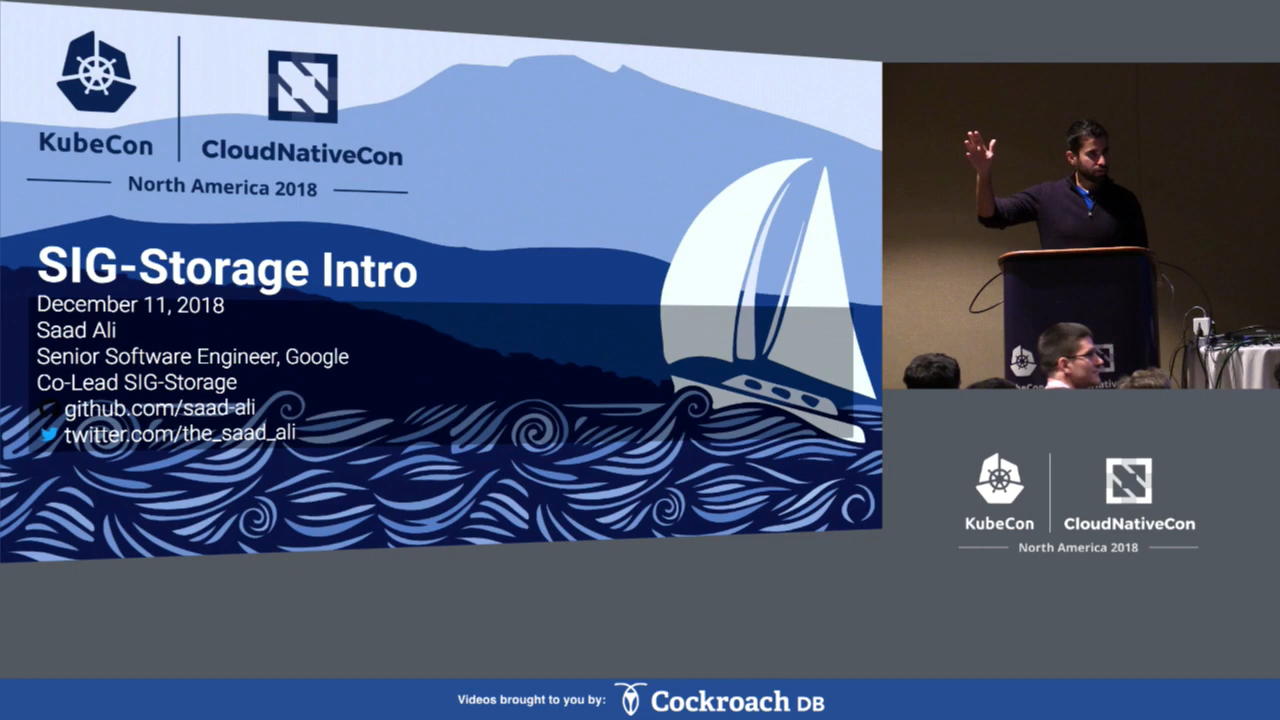 KubeCon
CloudNativeCon
North America 2018
SIG-Storage Intro
December 11, 2018
Saad Ali
Senior Software Engineer, Google
Co-Lead SIG-Storage
github.com/saad-ali
twitter.com/the_saad_ali
KubeCon
CloudNativeCon
North America 2018
Videos brought to you by:
Cockroach DB